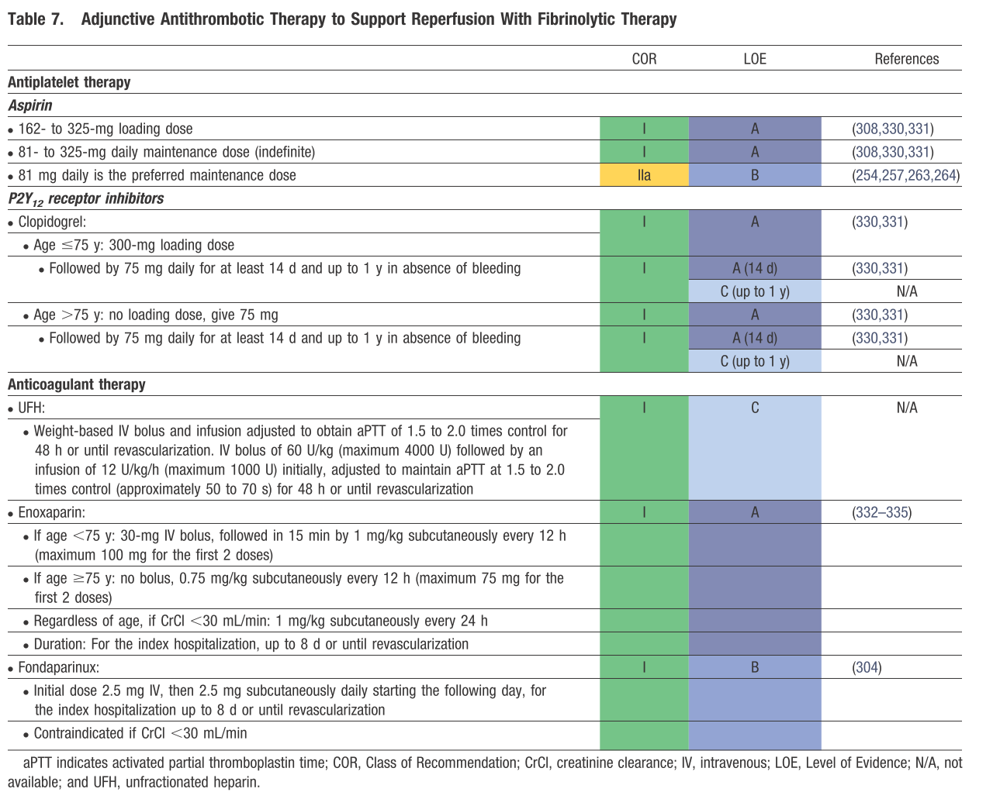 Table 7. Adjunctive Antithrombotic Therapy to Support Reperfusion With Fibrinolytic Therapy
COR LOE References
Antiplatelet therapy
Aspirin
• 162- to 325-mg loading dose I A (308,330,331)
• 81- to 325-mg daily maintenance dose (indefinite) I A (308,330,331)
• 81 mg daily is the preferred maintenance dose IIa B (254,257,263,264)
P2Y12 receptor inhibitors
• Clopidogrel: I A (330,331)
• Age ≤75 y: 300-mg loading dose
• Followed by 75 mg daily for at least 14 d and up to 1 y in absence of bleeding I A (14 d) (330,331)
C (up to 1 y) N/A
• Age >75 y: no loading dose, give 75 mg I A (330,331)
• Followed by 75 mg daily for at least 14 d and up to 1 y in absence of bleeding I A (14 d) (330,331)
C (up to 1 y) N/A
Anticoagulant therapy
• UFH: I C N/A
• Weight-based IV bolus and infusion adjusted to obtain aPTT of 1.5 to 2.0 times control for
48 h or until revascularization. IV bolus of 60 U/kg (maximum 4000 U) followed by an
infusion of 12 U/kg/h (maximum 1000 U) initially, adjusted to maintain aPTT at 1.5 to 2.0
times control (approximately 50 to 70 s) for 48 h or until revascularization
• Enoxaparin: I A (332–335)
• If age <75 y: 30-mg IV bolus, followed in 15 min by 1 mg/kg subcutaneously every 12 h
(maximum 100 mg for the first 2 doses)
• If age ≥75 y: no bolus, 0.75 mg/kg subcutaneously every 12 h (maximum 75 mg for the
first 2 doses)
• Regardless of age, if CrCl <30 mL/min: 1 mg/kg subcutaneously every 24 h
• Duration: For the index hospitalization, up to 8 d or until revascularization
• Fondaparinux: I B (304)
• Initial dose 2.5 mg IV, then 2.5 mg subcutaneously daily starting the following day, for
the index hospitalization up to 8 d or until revascularization
• Contraindicated if CrCl <30 mL/min
aPTT indicates activated partial thromboplastin time; COR, Class of Recommendation; CrCl, creatinine clearance; IV, intravenous; LOE, Level of Evidence; N/A, not
available; and UFH, unfractionated heparin.